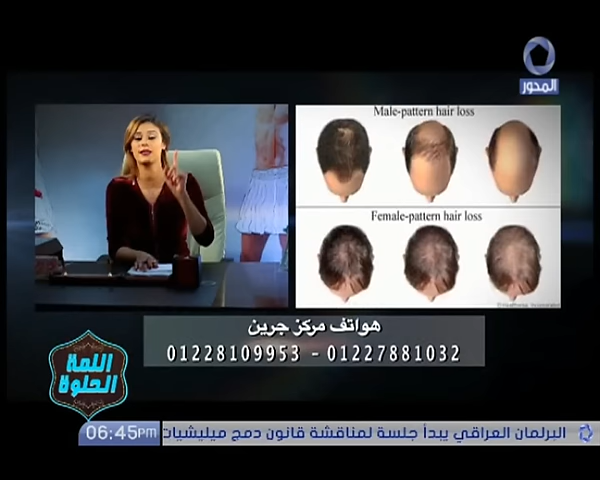 المحور
Male-pattern hair loss
Female-pattern hair loss
هواتف مركز جرين
01228109953 - 01227881032
اللمة
الحلوة
06:45PM
البرلمان العراقي يبدأ جلسة لمناقشة قانون دمج ميليشيات